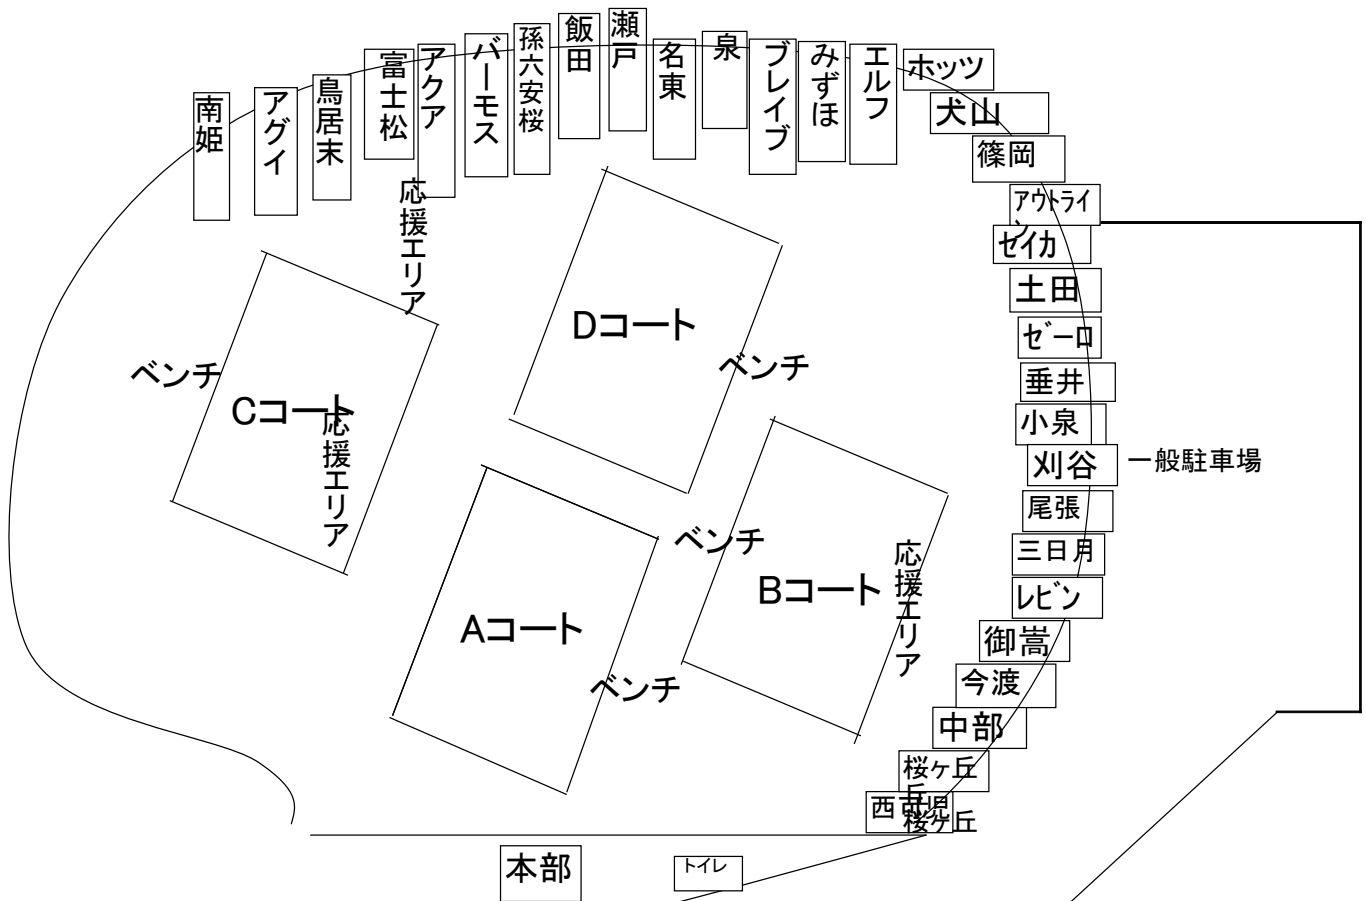 南姫
アグイ
鳥居末
富士松
アクア
バーモス
孫六安桜
飯田
瀬戸
名東
泉
ブレイブ
みずほ
エルフ
ホッツ
犬山
篠岡
アウトライ
ン
セイカ
土田
ゼーロ
垂井
小泉
刈谷
一般駐車場
尾張
三日月
レビン
御嵩
今渡
中部
桜ヶ丘
丘
西可児
桜ヶ丘
応援エリア
Dコート
ベンチ
ベンチ
Cコート
応援エリア
ベンチ
Bコート
応援エリア
Aコート
ベンチ
本部
トイレ